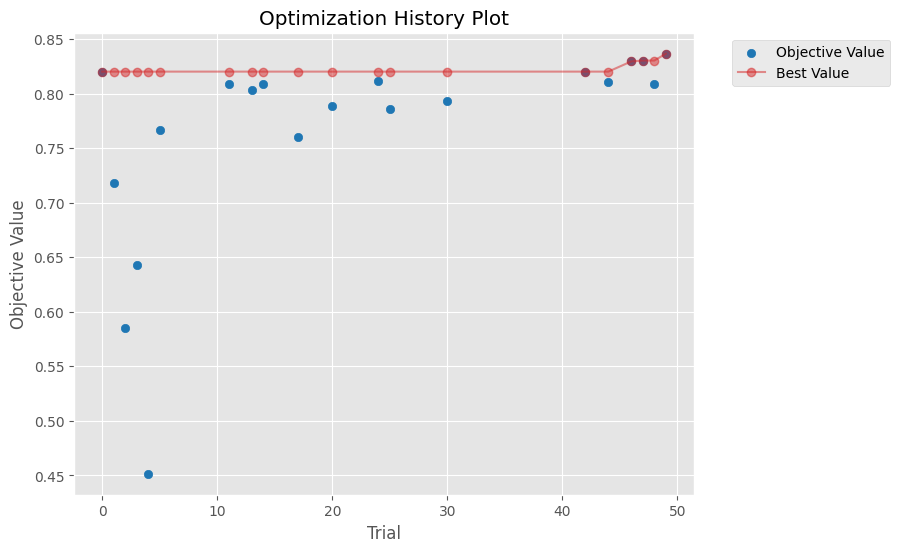 Optimization History Plot
Objective Value
Best Value
Objective Value
0.85
0.80
0.75
0.70
0.65
0.60
0.55
0.50
0.45
0 10 20 30 40 50
Trial